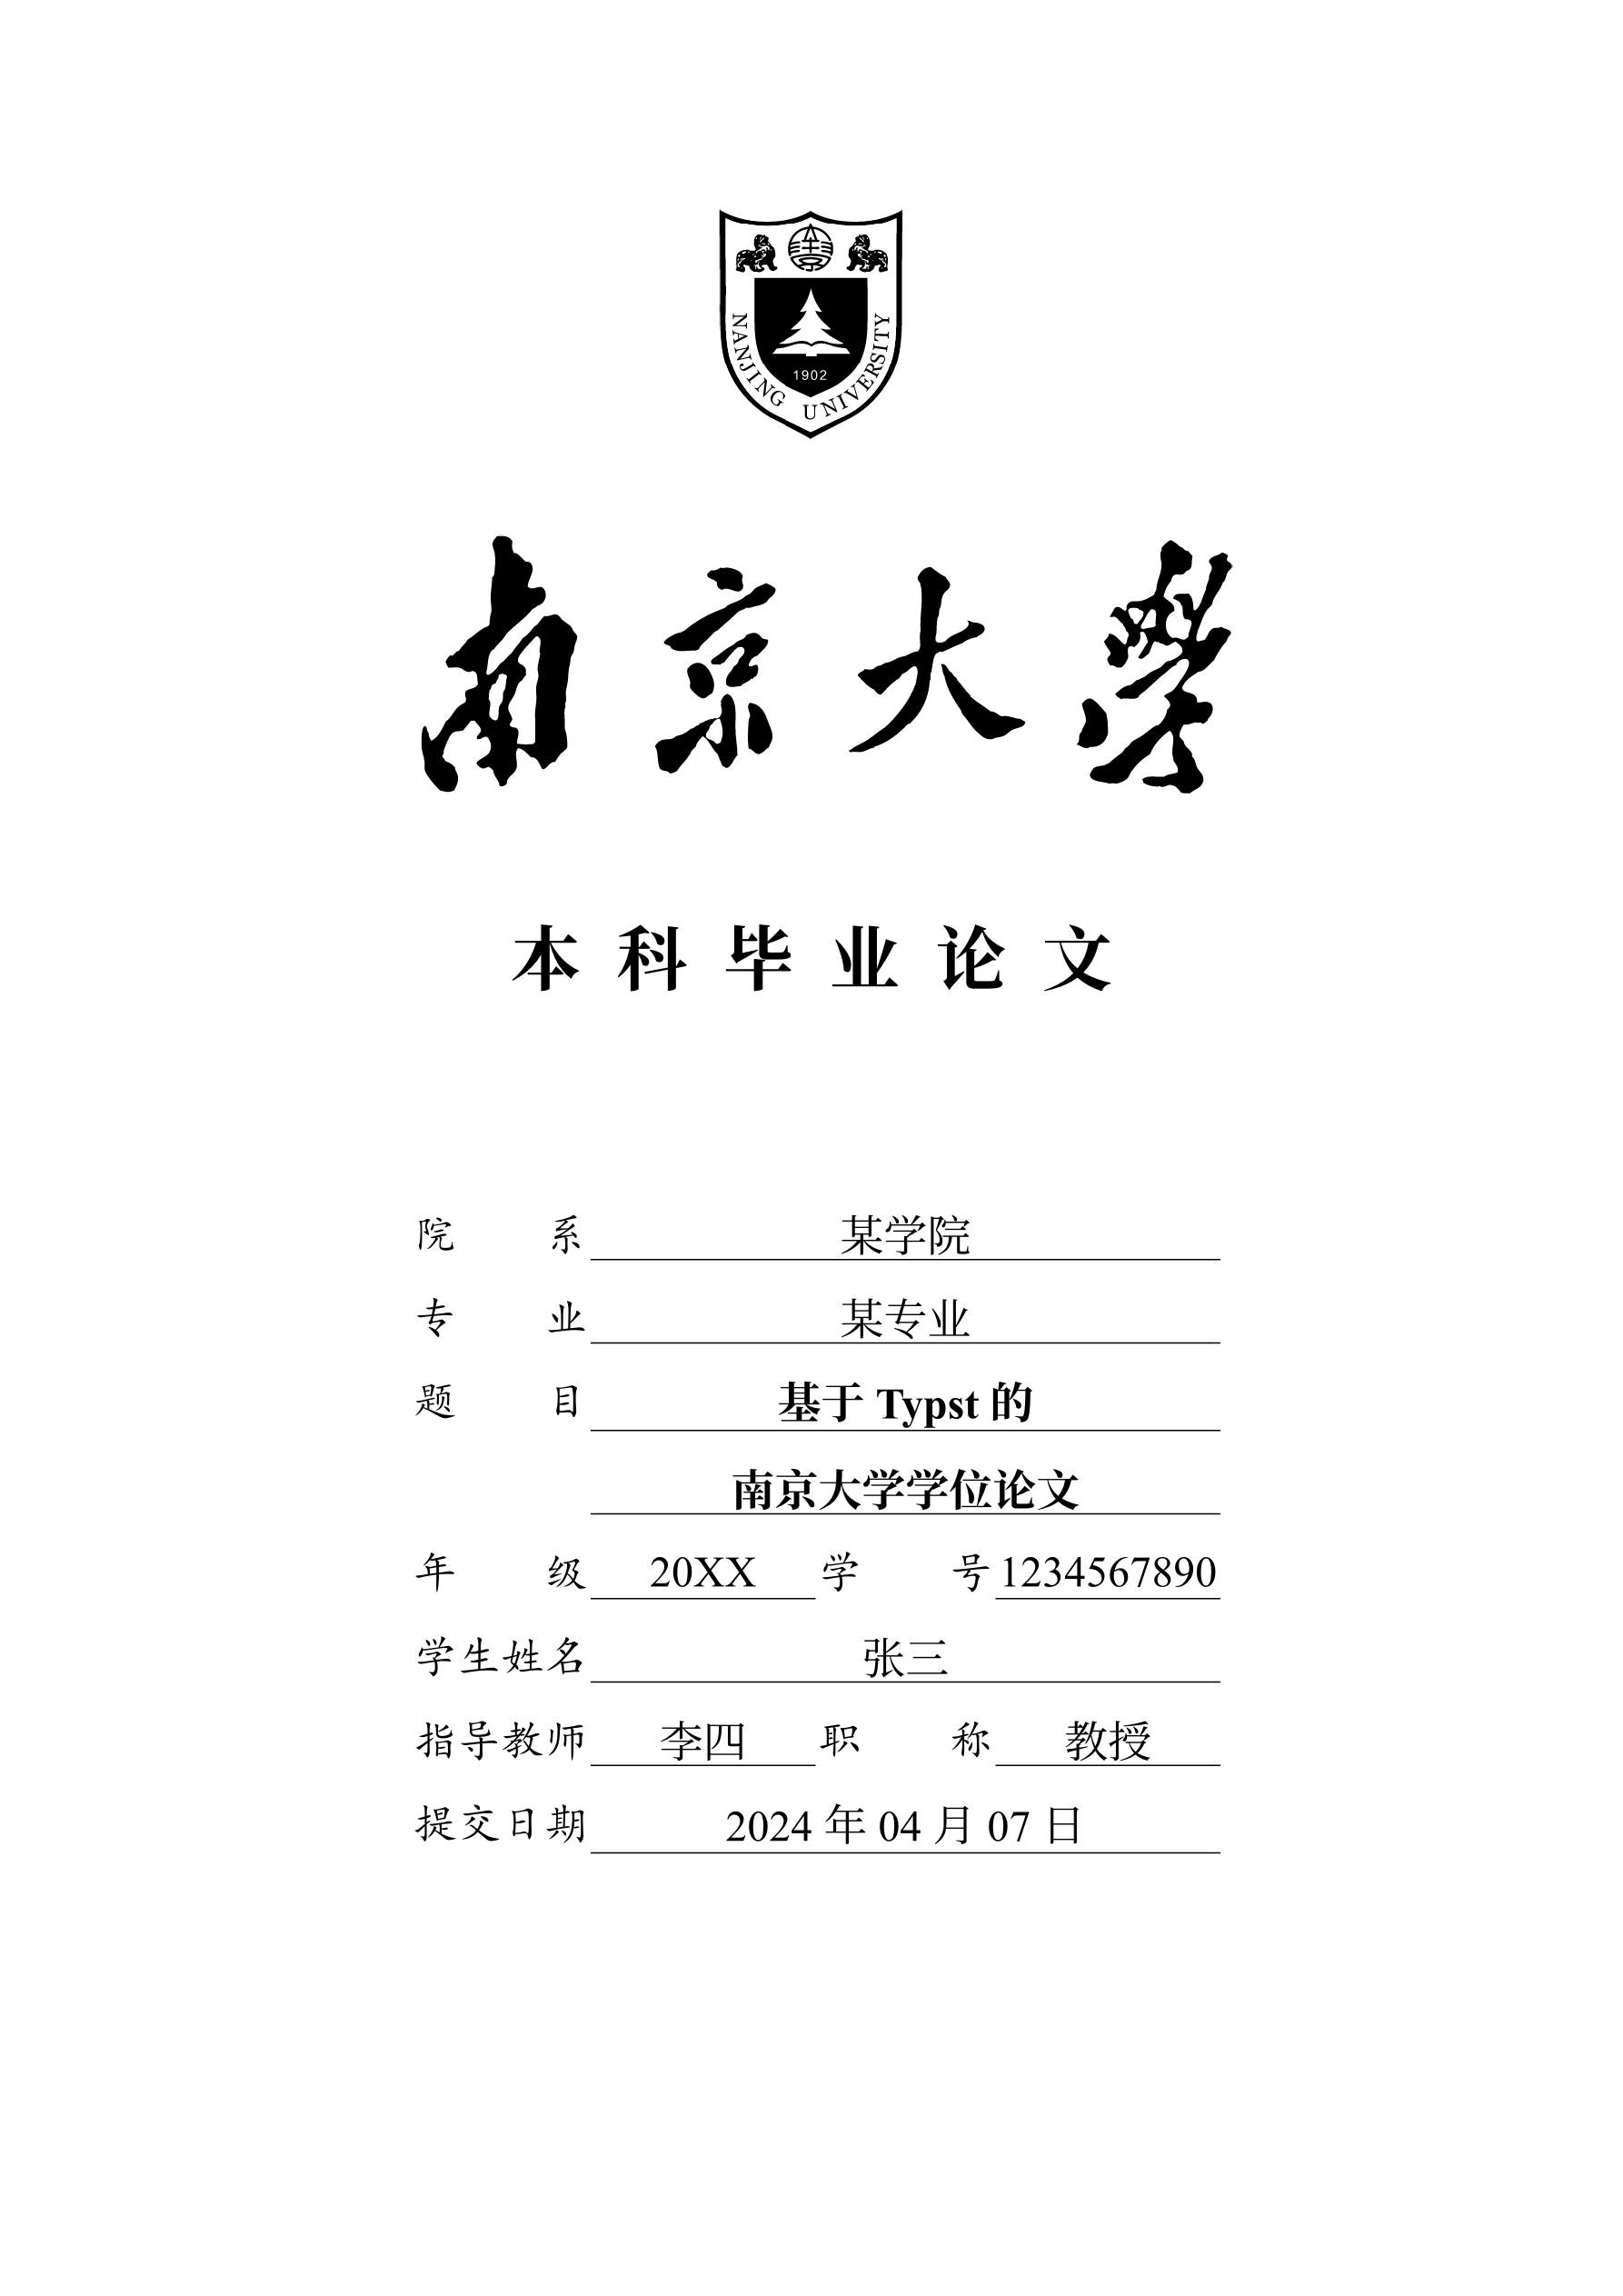 NANJING UNIVERSITY
1902
南京大學
本科毕业论文
院系 某学院
专业 某专业
题目 基于 Typst 的
南京大学学位论文
年级 20XX 学号 1234567890
学生姓名 张三
指导教师 李四 职称 教授
提交日期 2024 年 04 月 07 日